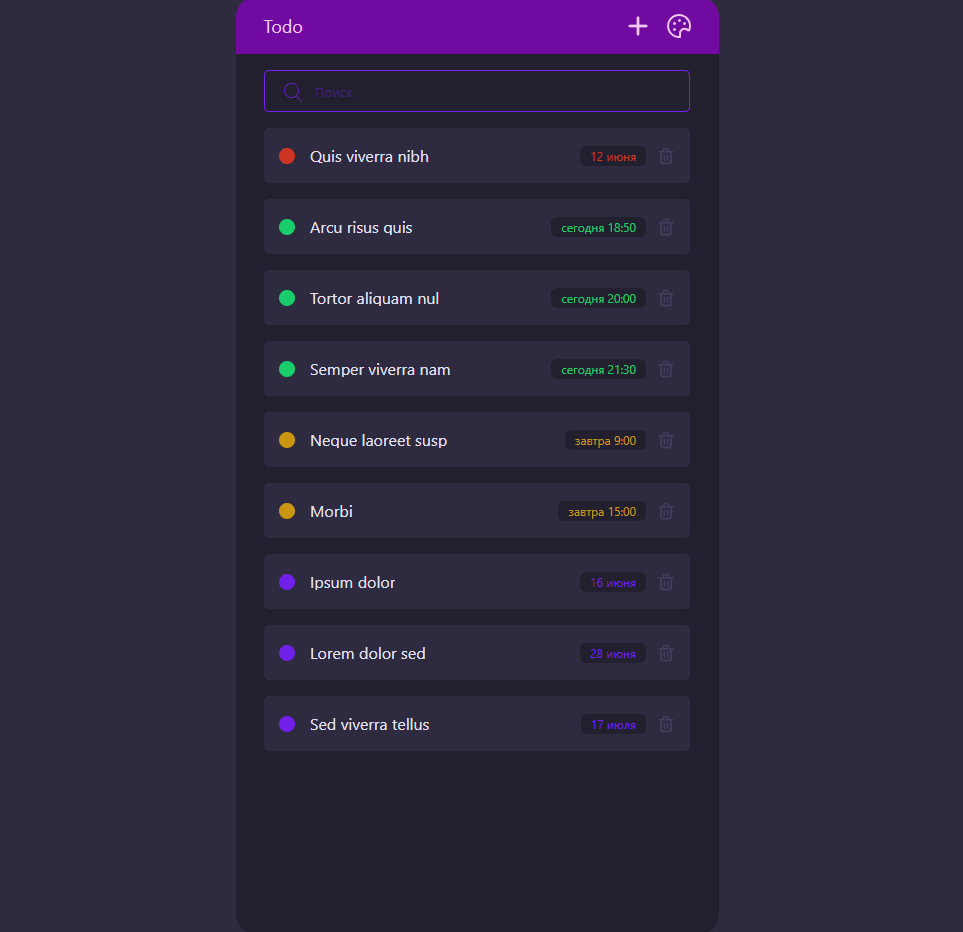 Todo
Поиск
Quis viverra nibh 12 июня
Arcu risus quis сегодня 18:50
Tortor aliquam nul сегодня 20:00
Semper viverra nam сегодня 21:30
Neque laoreet susp завтра 9:00
Morbi завтра 15:00
Ipsum dolor 16 июня
Lorem dolor sed 28 июня
Sed viverra tellus 17 июля